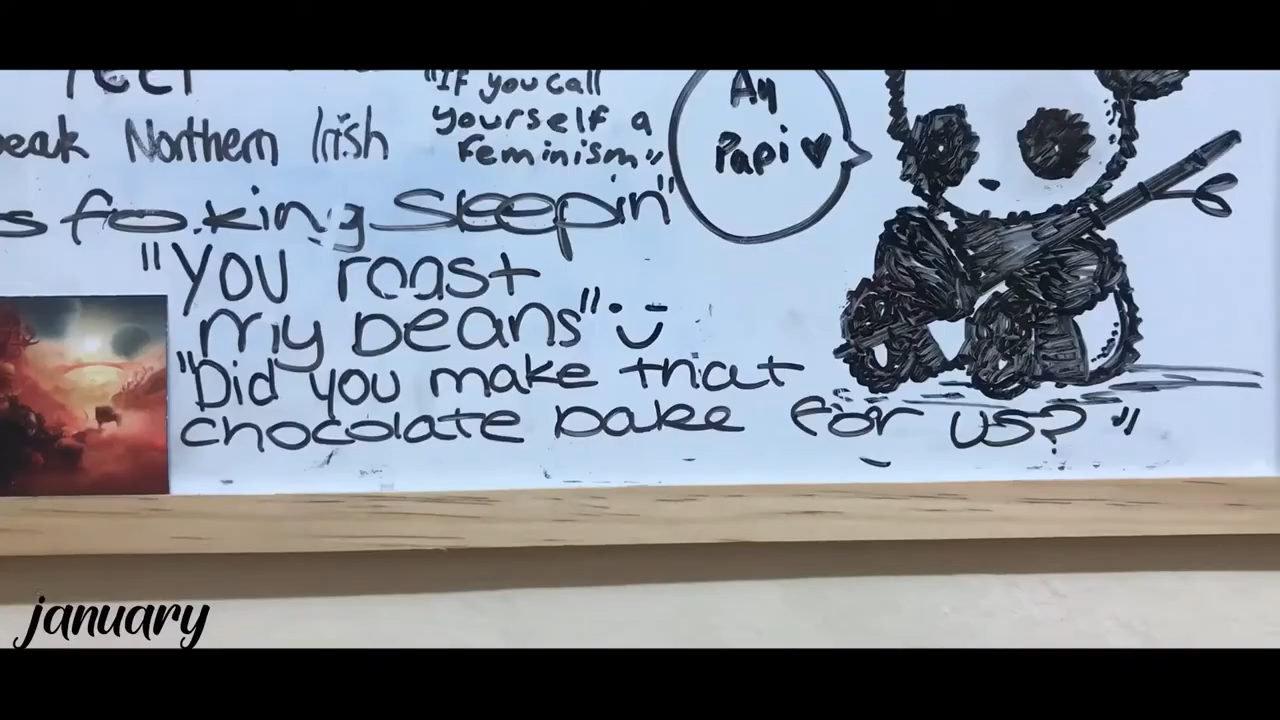 "If you call
yourself a
Feminism"
Ay
Papi ♥
Northern Irish
fo.king Sleepin"
"YOU roast
my beans" :)
"Did you make that
chocolate bake for us?"
january